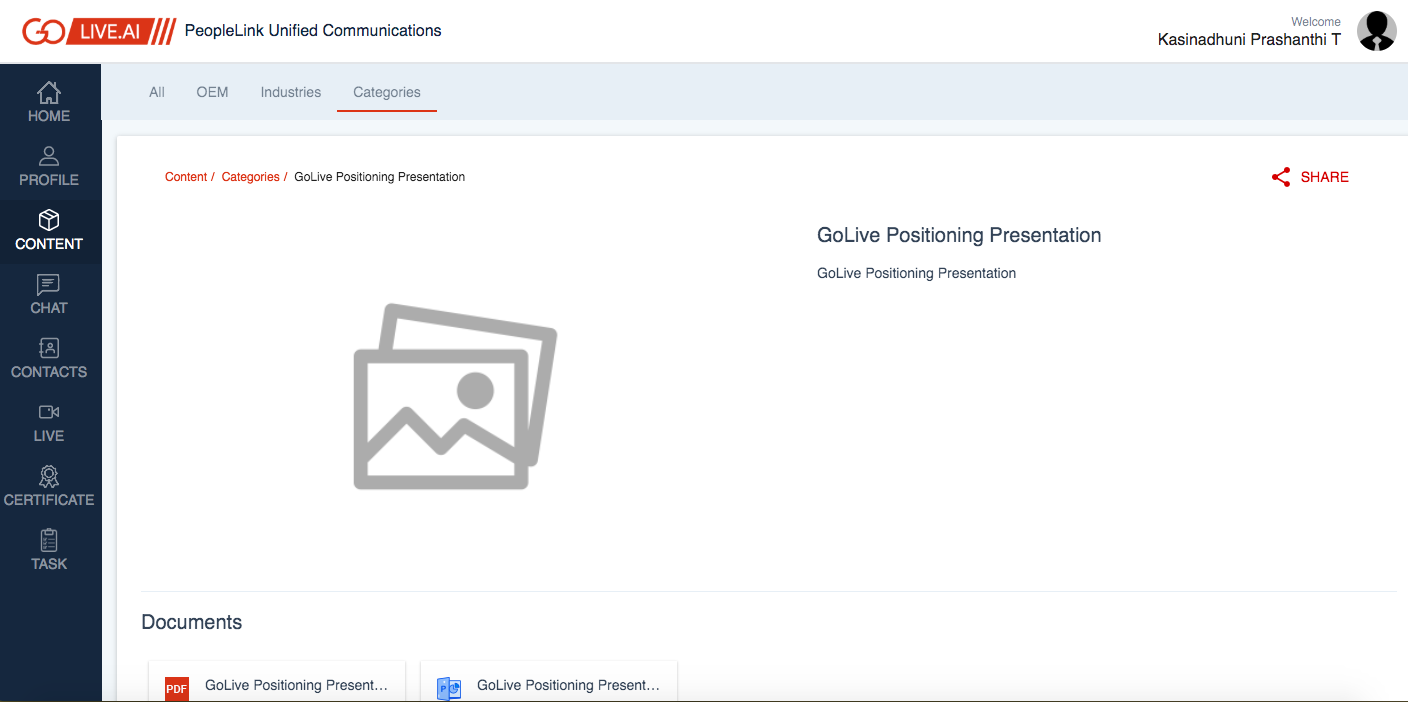 GO LIVE.AI PeopleLink Unified Communications
Welcome
Kasinadhuni Prashanthi T
HOME
PROFILE
CONTENT
CHAT
CONTACTS
LIVE
CERTIFICATE
TASK
All OEM Industries Categories
Content / Categories / GoLive Positioning Presentation
SHARE
GoLive Positioning Presentation
GoLive Positioning Presentation
Documents
PDF GoLive Positioning Present...
P GoLive Positioning Present...